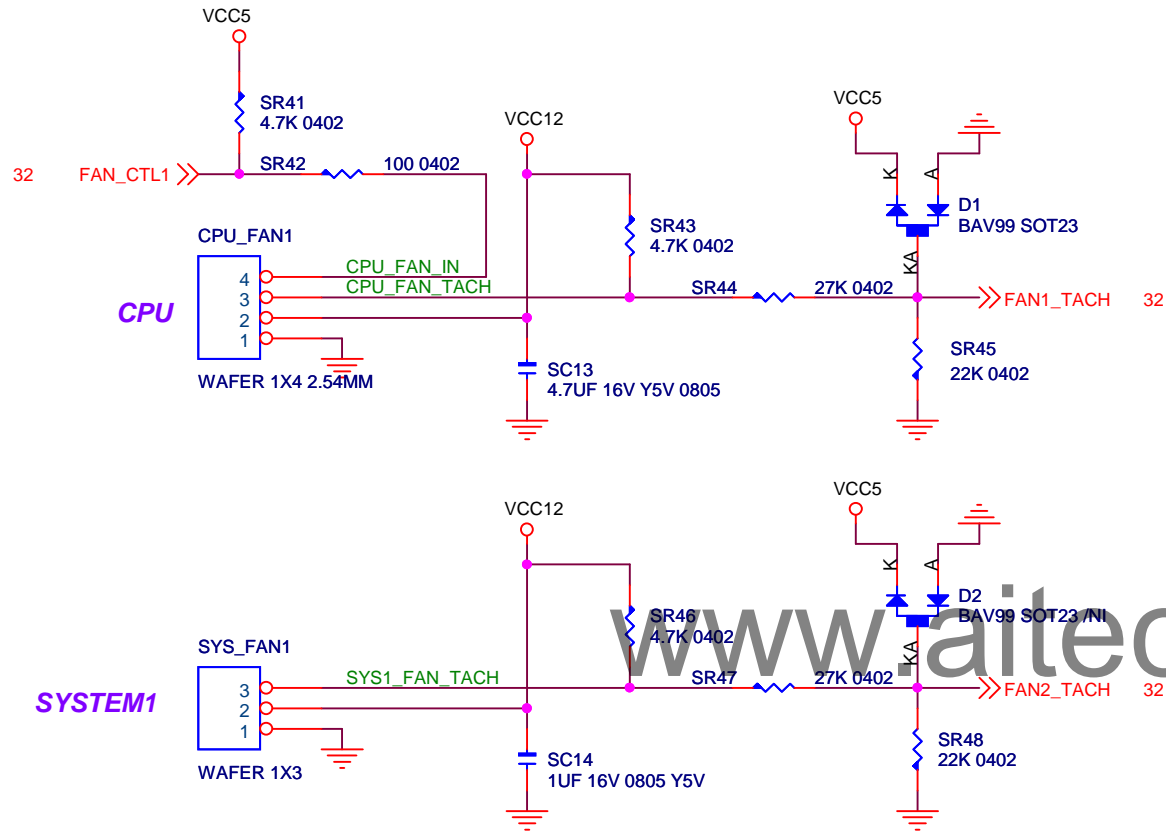 VCC5
SR41
4.7K 0402
32 FAN_CTL1
SR42 100 0402
CPU_FAN1
CPU
4
3
2
1
CPU_FAN_IN
CPU_FAN_TACH
WAFER 1X4 2.54MM
VCC12
SR43
4.7K 0402
SR44 27K 0402
SC13
4.7UF 16V Y5V 0805
VCC5
K
A
D1
BAV99 SOT23
KA
FAN1_TACH 32
SR45
22K 0402
SYS_FAN1
SYSTEM1
3
2
1
SYS1_FAN_TACH
WAFER 1X3
VCC12
SR46
4.7K 0402
SR47 27K 0402
SC14
1UF 16V 0805 Y5V
VCC5
K
A
D2
BAV99 SOT23 /NI
KA
FAN2_TACH 32
SR48
22K 0402
www.aitec